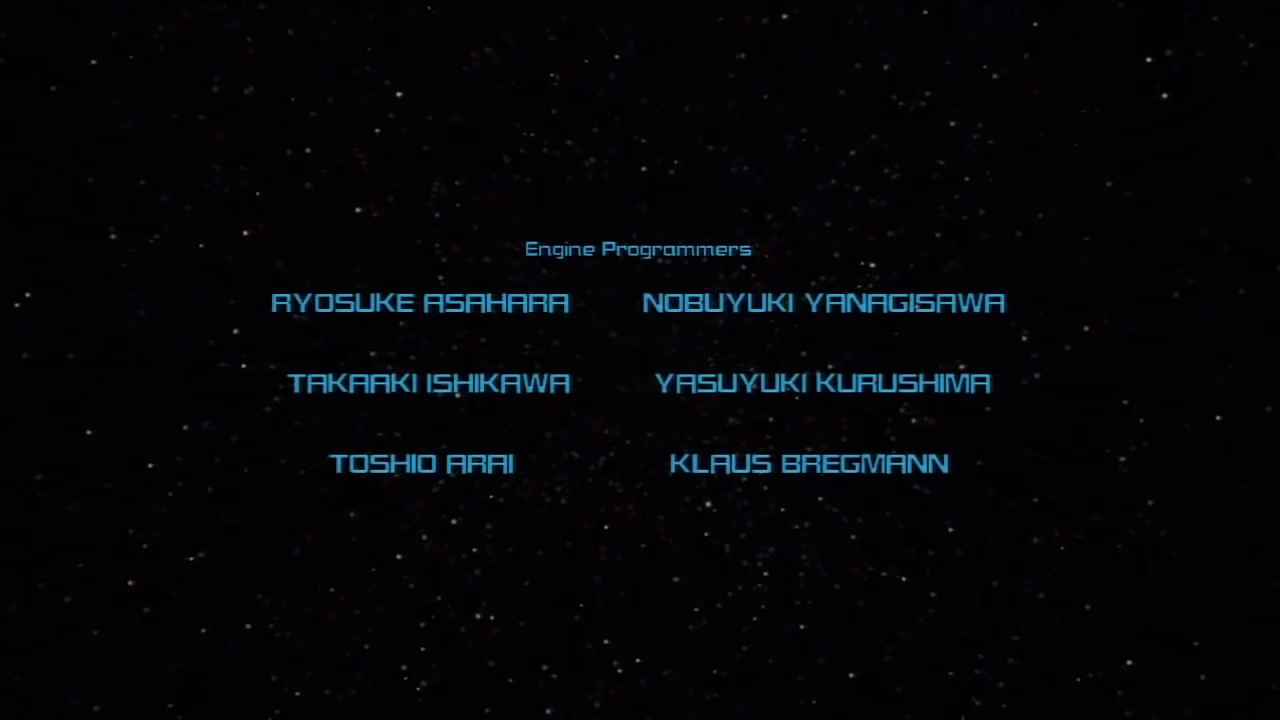 Engine Programmers
RYOSUKE ASAHARA NOBUYUKI YANAGISAWA
TAKAAKI ISHIKAWA YASUYUKI KURUSHIMA
TOSHIO ARAI KLAUS BREGMANN